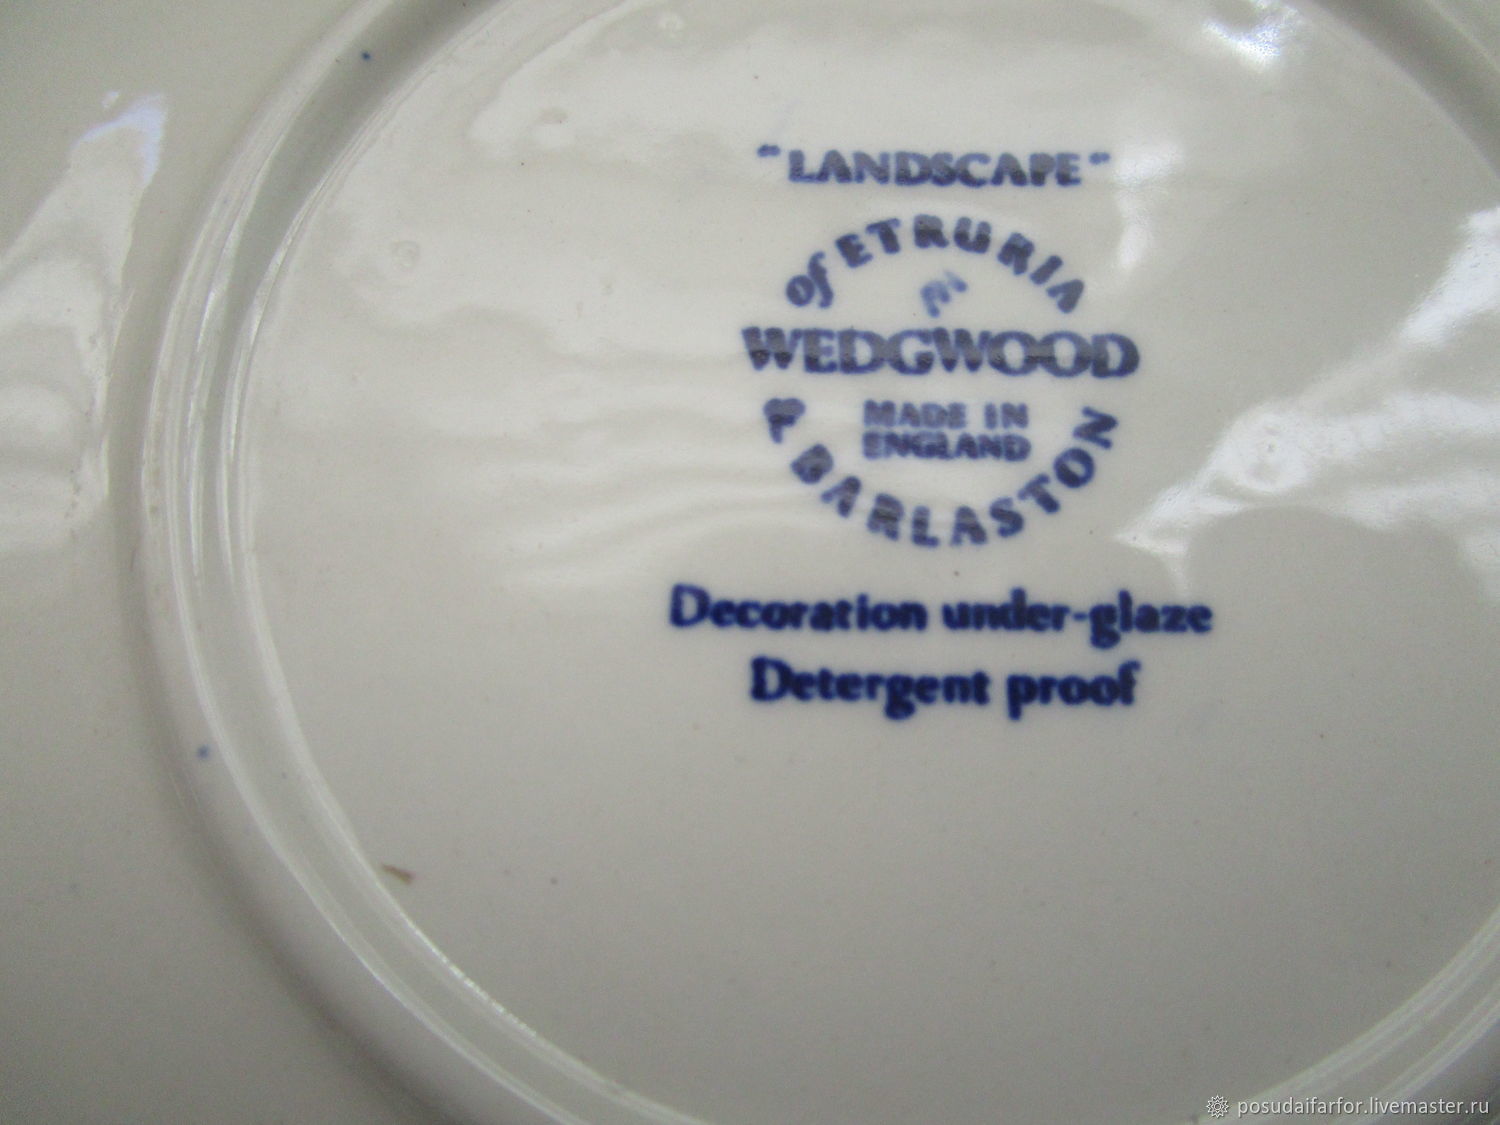 "LANDSCAPE"
of ETRURIA
WEDGWOOD
MADE IN
ENGLAND
& BARLASTON
Decoration under-glaze
Detergent proof
posudaifarfor.livemaster.ru